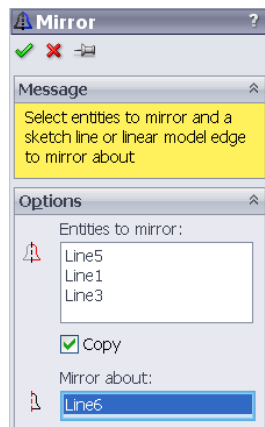 Mirror ?
Message
Select entities to mirror and a
sketch line or linear model edge
to mirror about
Options
Entities to mirror:
Line5
Line1
Line3
Copy
Mirror about:
Line6